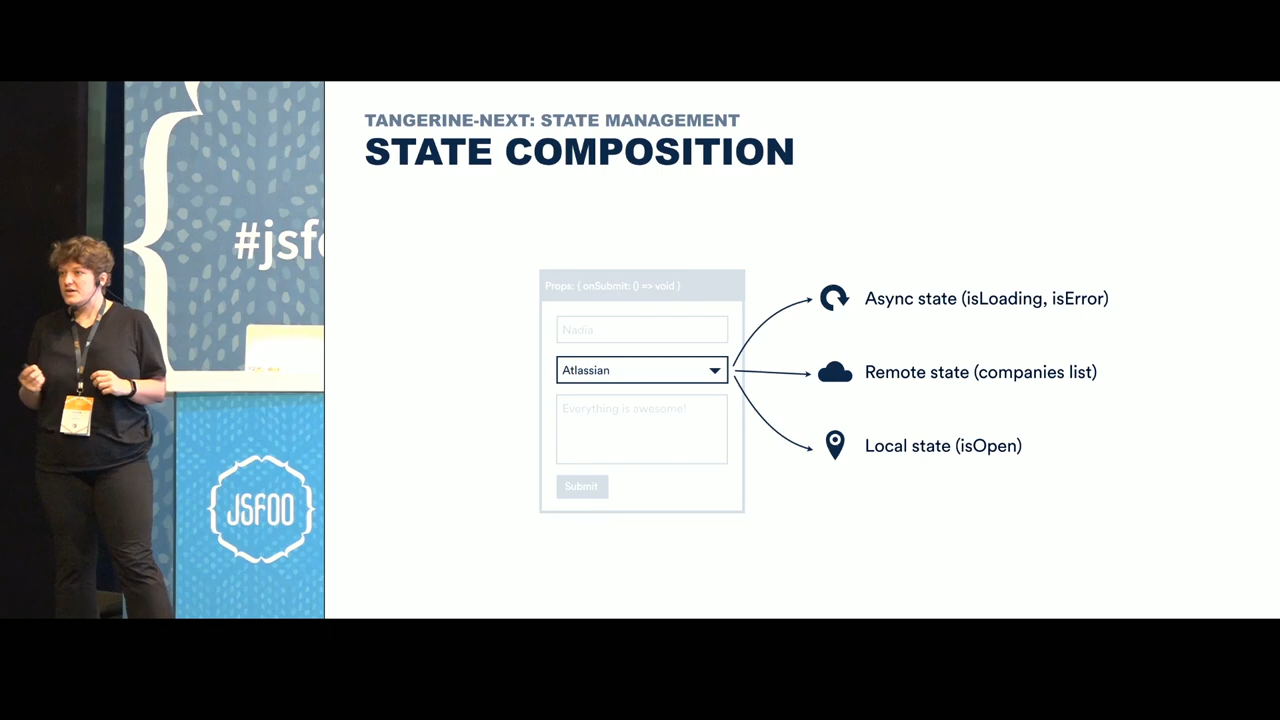 TANGERINE-NEXT: STATE MANAGEMENT
STATE COMPOSITION
#jsfo
Props: { onSubmit: () => void }
Nadia
Atlassian
Everything is awesome!
Submit
Async state (isLoading, isError)
Remote state (companies list)
Local state (isOpen)
{JSFOO}